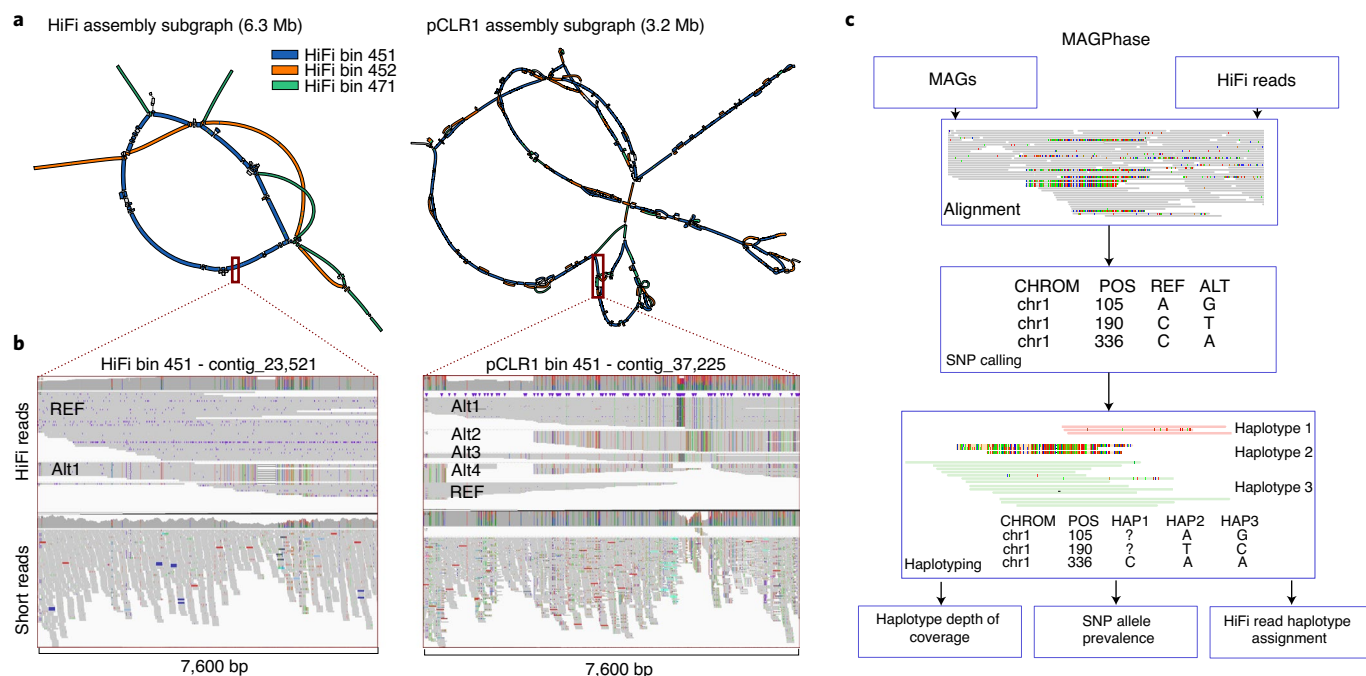 a
HiFi assembly subgraph (6.3 Mb)
HiFi bin 451
HiFi bin 452
HiFi bin 471
pCLR1 assembly subgraph (3.2 Mb)
b
HiFi bin 451 - contig_23,521
HiFi reads
REF
Alt1
Short reads
7,600 bp
pCLR1 bin 451 - contig_37,225
Alt1
Alt2
Alt3
Alt4
REF
7,600 bp
c
MAGPhase
MAGs
HiFi reads
Alignment
CHROM POS REF ALT
chr1 105 A G
chr1 190 C T
chr1 336 C A
SNP calling
Haplotype 1
Haplotype 2
Haplotype 3
CHROM POS HAP1 HAP2 HAP3
chr1 105 ? A G
chr1 190 ? T C
chr1 336 C A A
Haplotyping
Haplotype depth of
coverage
SNP allele
prevalence
HiFi read haplotype
assignment